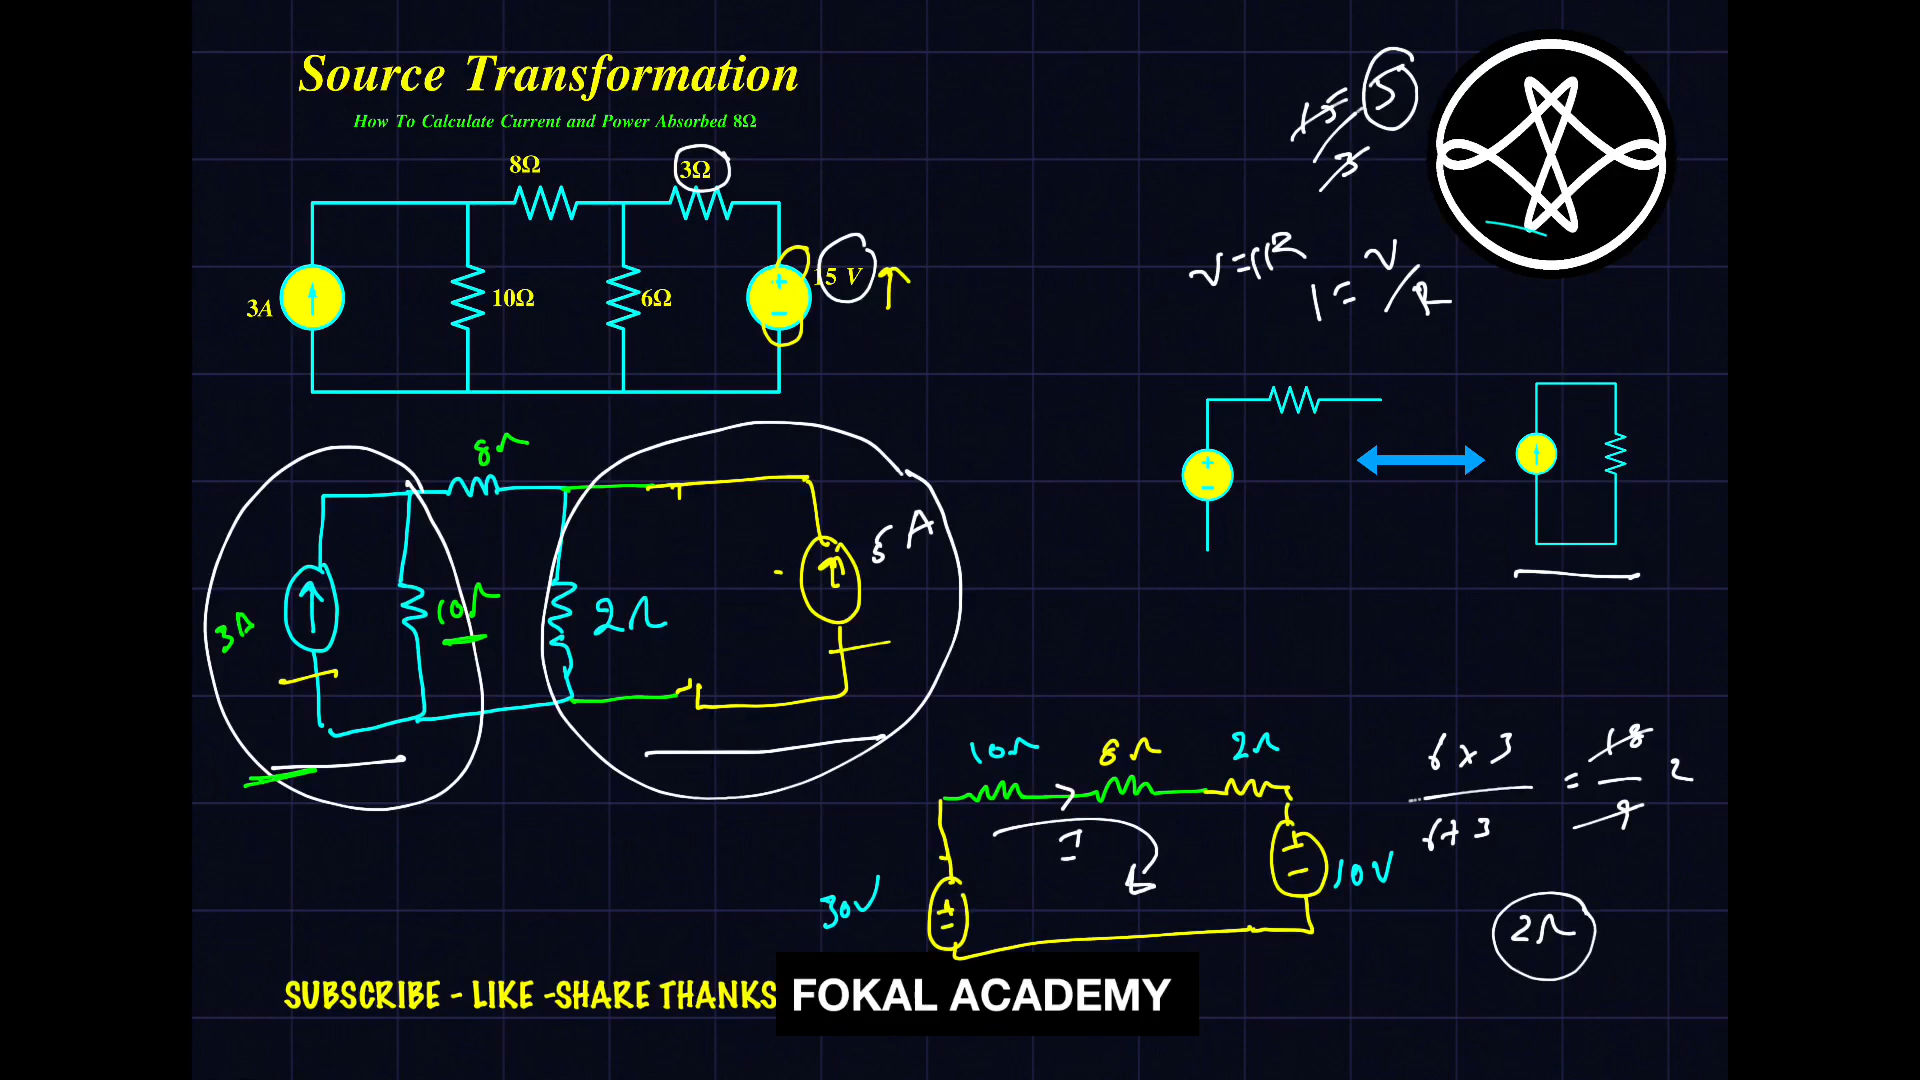 Source Transformation
How To Calculate Current and Power Absorbed 8Ω
15 = 5
3
8Ω
3Ω
3A
10Ω
6Ω
15 V
V = IR
I = V/R
8Ω
3A
10Ω
2Ω
5A
10Ω 8Ω 2Ω
6 x 3
6 + 3
= 18
9
2
I
30V
10V
2Ω
SUBSCRIBE - LIKE -SHARE THANKS
FOKAL ACADEMY